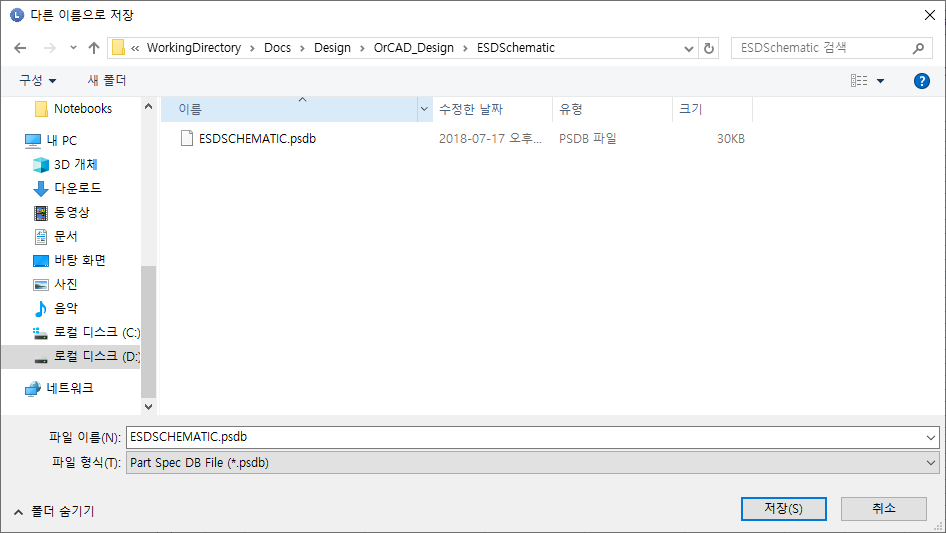 다른 이름으로 저장
« WorkingDirectory > Docs > Design > OrCAD_Design > ESDSchematic
ESDSchematic 검색
구성 새 폴더
Notebooks
내 PC
3D 개체
다운로드
동영상
문서
바탕 화면
사진
음악
로컬 디스크 (C:)
로컬 디스크 (D:)
네트워크
이름 수정한 날짜 유형 크기
ESDSCHEMATIC.psdb 2018-07-17 오후... PSDB 파일 30KB
파일 이름(N): ESDSCHEMATIC.psdb
파일 형식(T): Part Spec DB File (*.psdb)
폴더 숨기기
저장(S) 취소